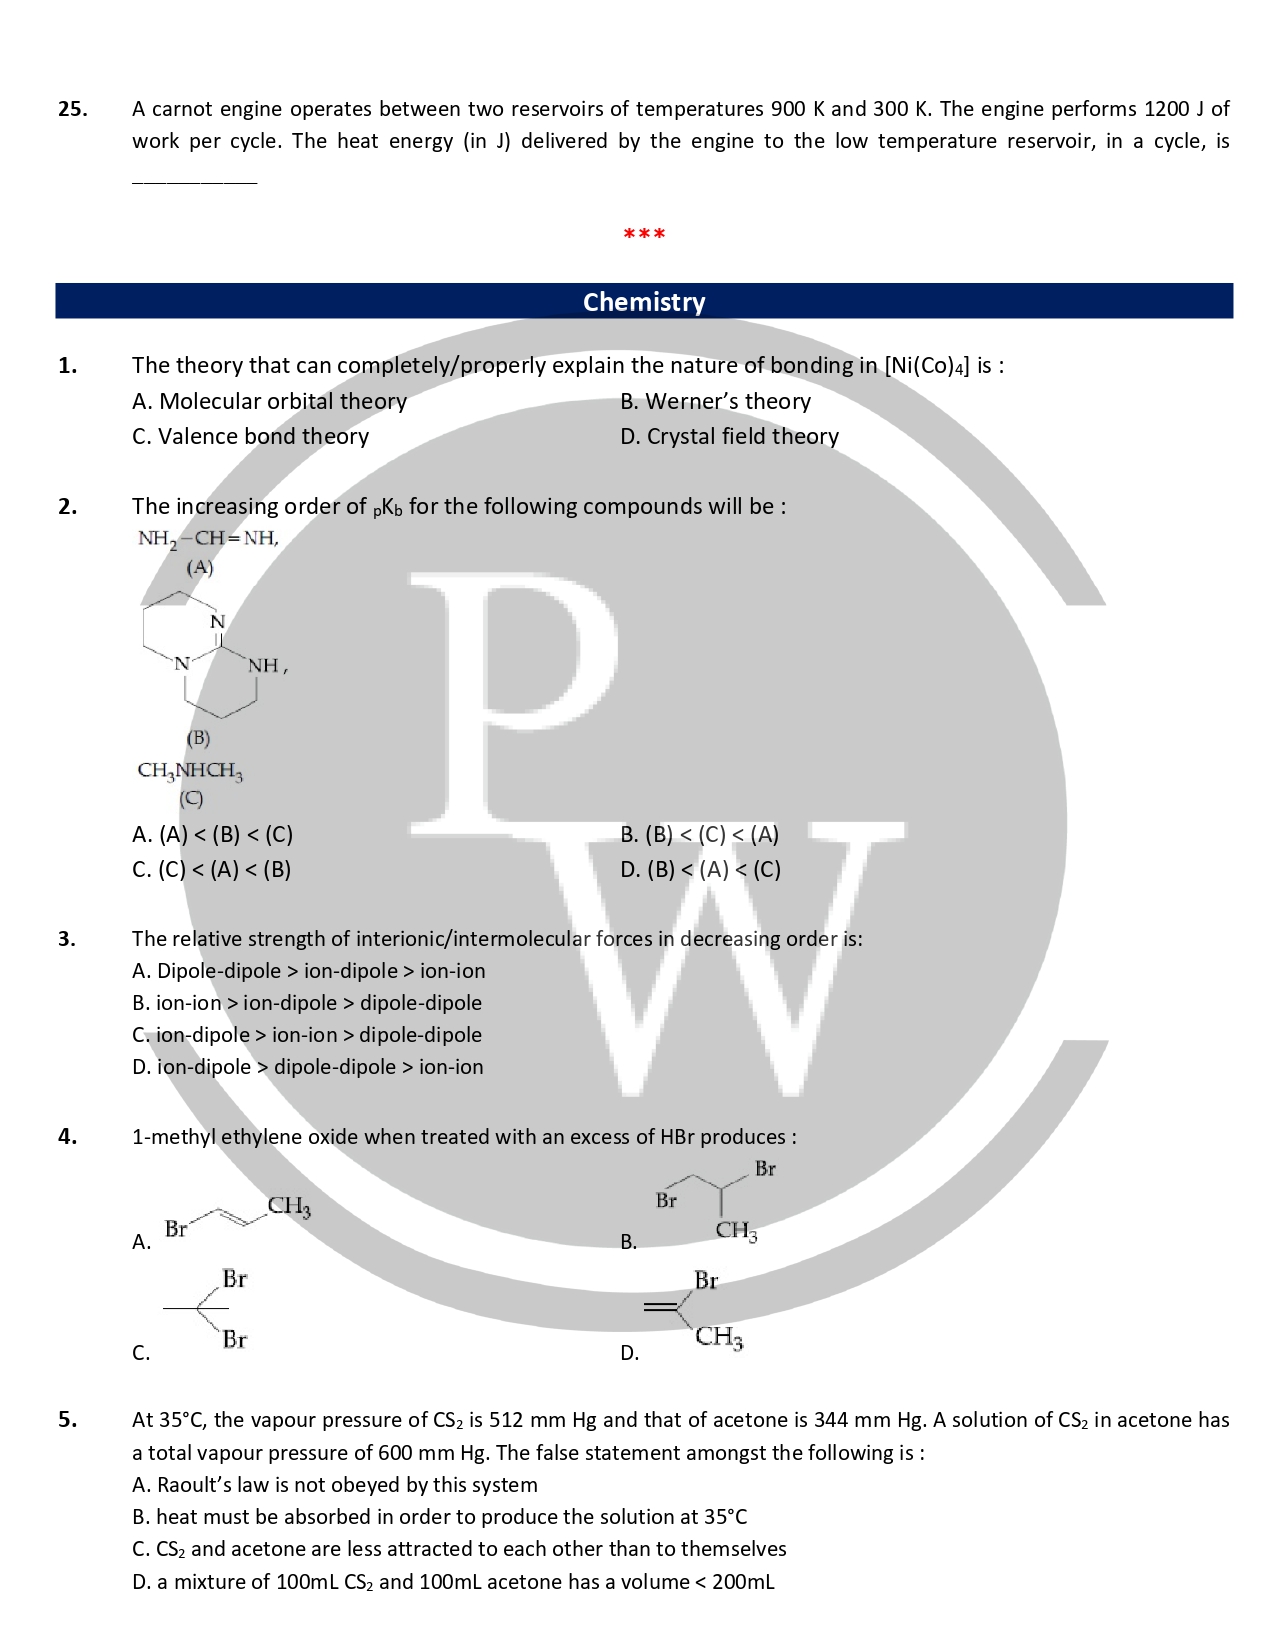 25. A carnot engine operates between two reservoirs of temperatures 900 K and 300 K. The engine performs 1200 J of
work per cycle. The heat energy (in J) delivered by the engine to the low temperature reservoir, in a cycle, is
___________
***
Chemistry
1. The theory that can completely/properly explain the nature of bonding in [Ni(Co)₄] is :
A. Molecular orbital theory B. Werner’s theory
C. Valence bond theory D. Crystal field theory
2. The increasing order of ₚKb for the following compounds will be :
NH₂–CH=NH,
(A)
N
N NH,
(B)
CH₃NHCH₃
(C)
A. (A) < (B) < (C) B. (B) < (C) < (A)
C. (C) < (A) < (B) D. (B) < (A) < (C)
3. The relative strength of interionic/intermolecular forces in decreasing order is:
A. Dipole-dipole > ion-dipole > ion-ion
B. ion-ion > ion-dipole > dipole-dipole
C. ion-dipole > ion-ion > dipole-dipole
D. ion-dipole > dipole-dipole > ion-ion
4. 1-methyl ethylene oxide when treated with an excess of HBr produces :
A. Br CH₃
B. Br Br CH₃
C. Br Br
D. Br CH₃
5. At 35°C, the vapour pressure of CS₂ is 512 mm Hg and that of acetone is 344 mm Hg. A solution of CS₂ in acetone has
a total vapour pressure of 600 mm Hg. The false statement amongst the following is :
A. Raoult’s law is not obeyed by this system
B. heat must be absorbed in order to produce the solution at 35°C
C. CS₂ and acetone are less attracted to each other than to themselves
D. a mixture of 100mL CS₂ and 100mL acetone has a volume < 200mL
P
W